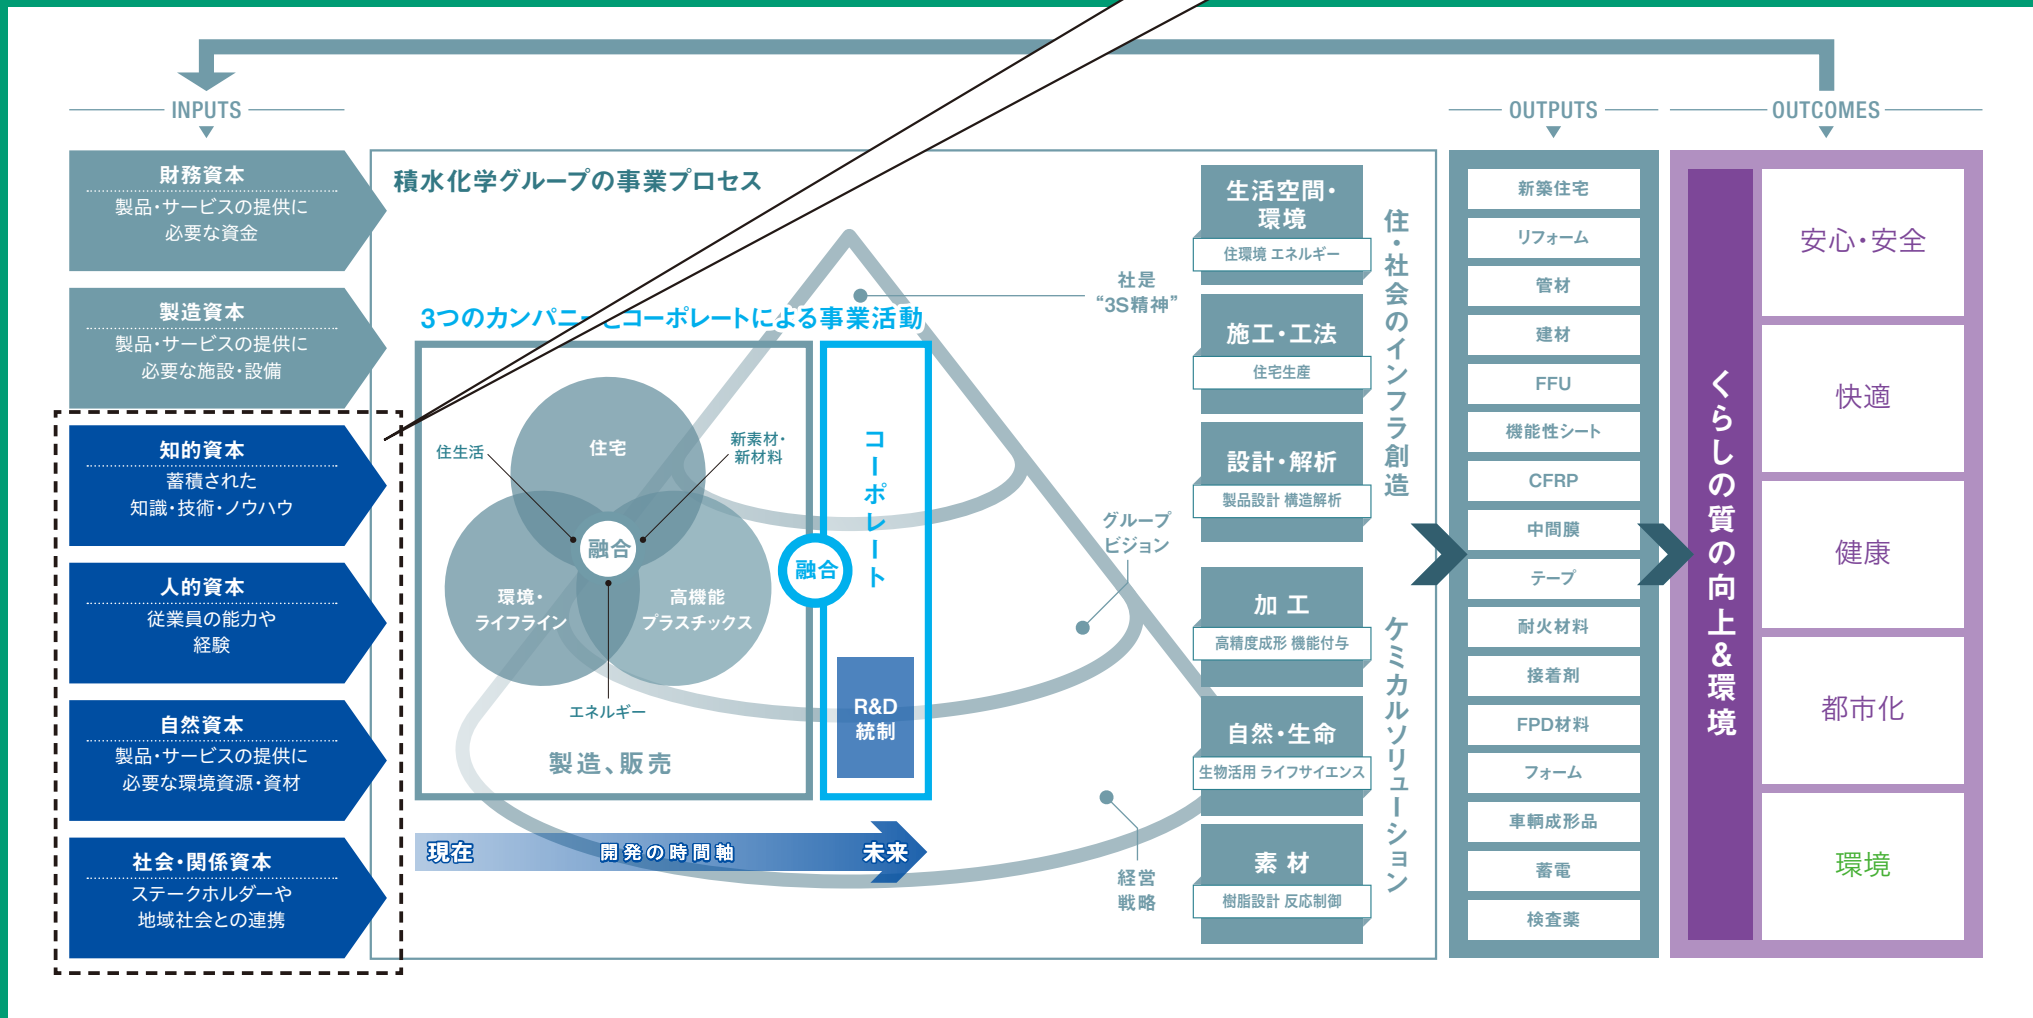 INPUTS
財務資本
製品・サービスの提供に
必要な資金
製造資本
製品・サービスの提供に
必要な施設・設備
知的資本
蓄積された
知識・技術・ノウハウ
人的資本
従業員の能力や
経験
自然資本
製品・サービスの提供に
必要な環境資源・資材
社会・関係資本
ステークホルダーや
地域社会との連携
積水化学グループの事業プロセス
3つのカンパニーとコーポレートによる事業活動
住宅
住生活
新素材・
新材料
融合
環境・
ライフライン
高機能
プラスチックス
エネルギー
製造、販売
コーポレート
融合
R&D
統制
現在
開発の時間軸
未来
社是
“3S精神”
グループ
ビジョン
経営
戦略
生活空間・
環境
住環境 エネルギー
施工・工法
住宅生産
設計・解析
製品設計 構造解析
加 工
高精度成形 機能付与
自然・生命
生物活用 ライフサイエンス
素 材
樹脂設計 反応制御
住・社会のインフラ創造
ケミカルソリューション
OUTPUTS
新築住宅
リフォーム
管材
建材
FFU
機能性シート
CFRP
中間膜
テープ
耐火材料
接着剤
FPD材料
フォーム
車輌成形品
蓄電
検査薬
OUTCOMES
くらしの質の向上&環境
安心・安全
快適
健康
都市化
環境